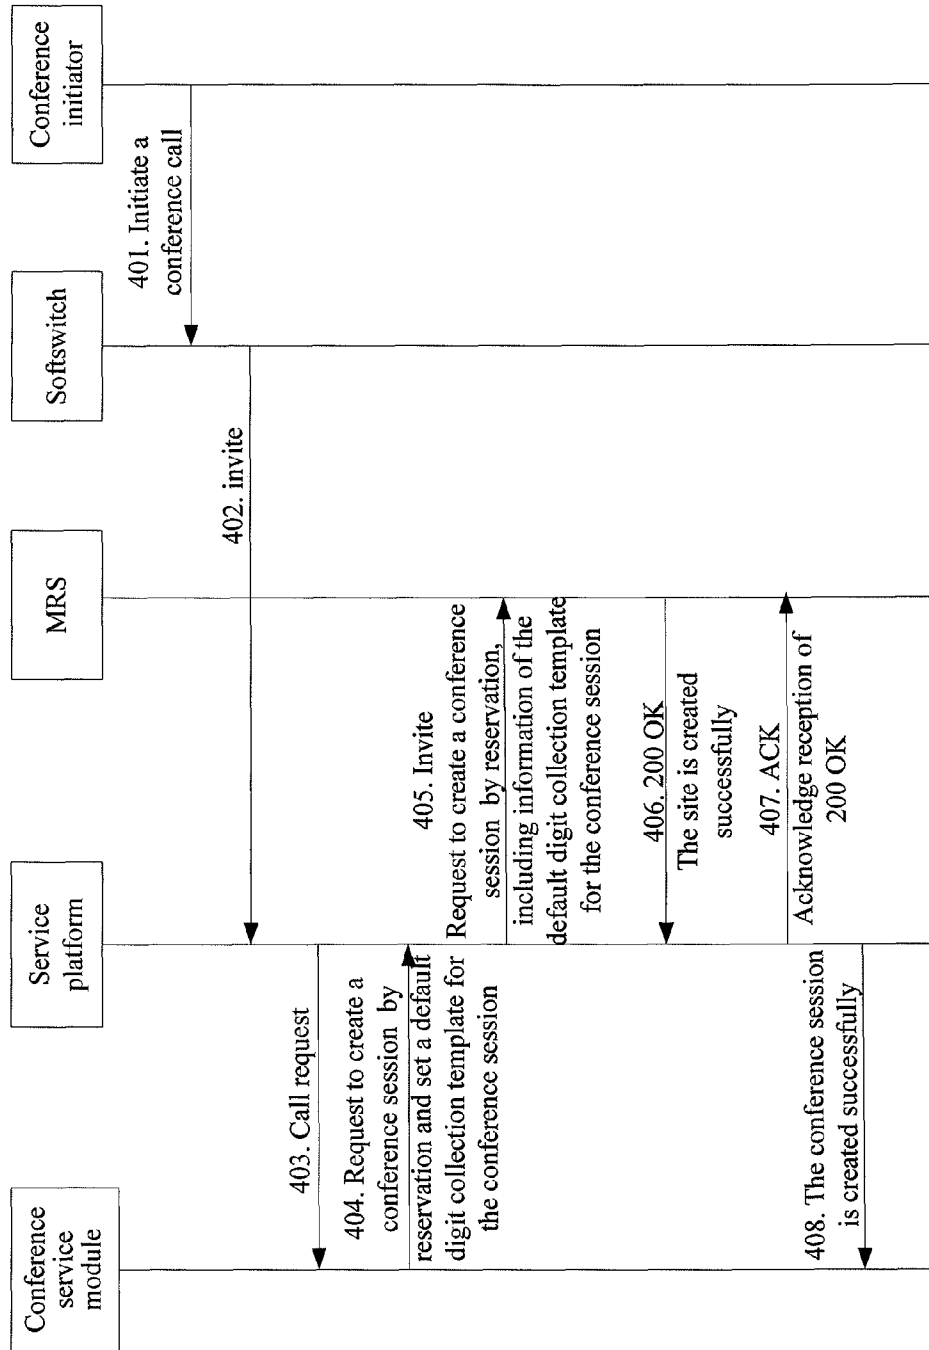 Conference
service
module
Service
platform
MRS
Softswitch
Conference
initiator
401. Initiate a
conference call
402. invite
403. Call request
404. Request to create a
conference session by
reservation and set a default
digit collection template for
the conference session
405. Invite
Request to create a conference
session by reservation,
including information of the
default digit collection template
for the conference session
406. 200 OK
The site is created
successfully
407. ACK
Acknowledge reception of
200 OK
408. The conference session
is created successfully